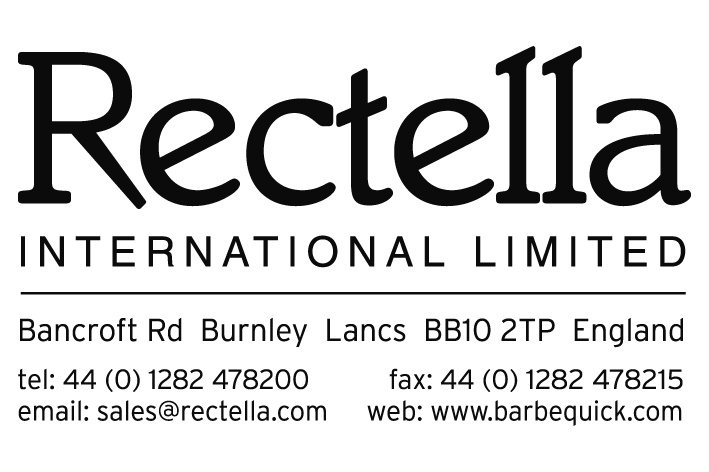 Rectella
INTERNATIONAL LIMITED
Bancroft Rd Burnley Lancs BB10 2TP England
tel: 44 (0) 1282 478200 fax: 44 (0) 1282 478215
email: sales@rectella.com web: www.barbequick.com